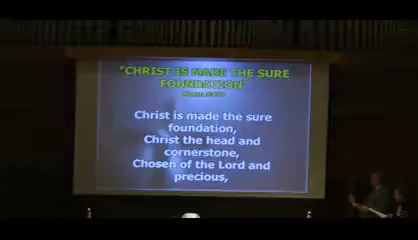 "CHRIST IS MADE THE SURE
FOUNDATION"
Christ is made the sure
foundation,
Christ the head and
cornerstone,
Chosen of the Lord and
precious,